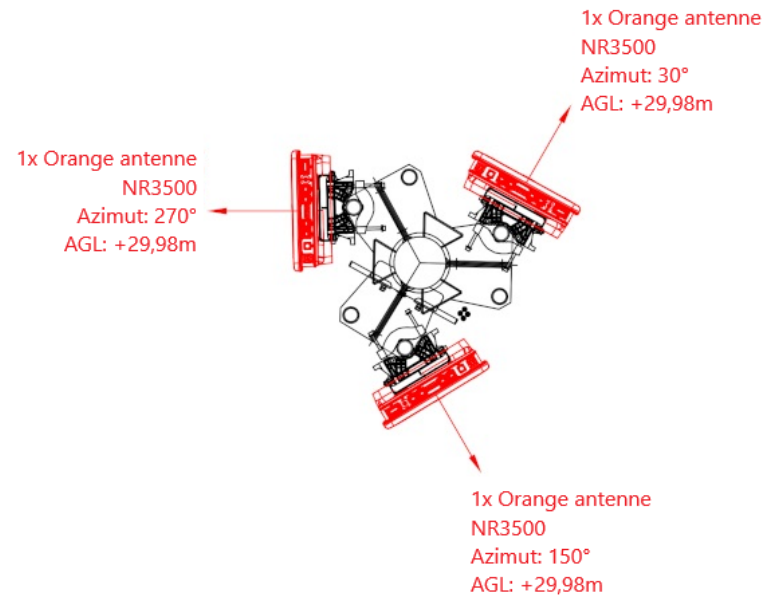 1x Orange antenne
NR3500
Azimut: 30°
AGL: +29,98m
1x Orange antenne
NR3500
Azimut: 270°
AGL: +29,98m
1x Orange antenne
NR3500
Azimut: 150°
AGL: +29,98m